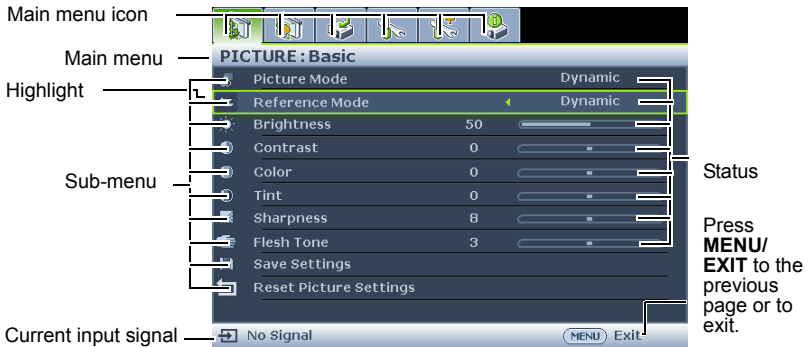 Main menu icon
Main menu
PICTURE : Basic
Highlight
Picture Mode Dynamic
Reference Mode Dynamic
Brightness 50
Contrast 0
Color 0
Tint 0
Sharpness 8
Flesh Tone 3
Save Settings
Reset Picture Settings
Sub-menu
Status
Press
MENU/
EXIT to the
previous
page or to
exit.
Current input signal
No Signal
MENU Exit